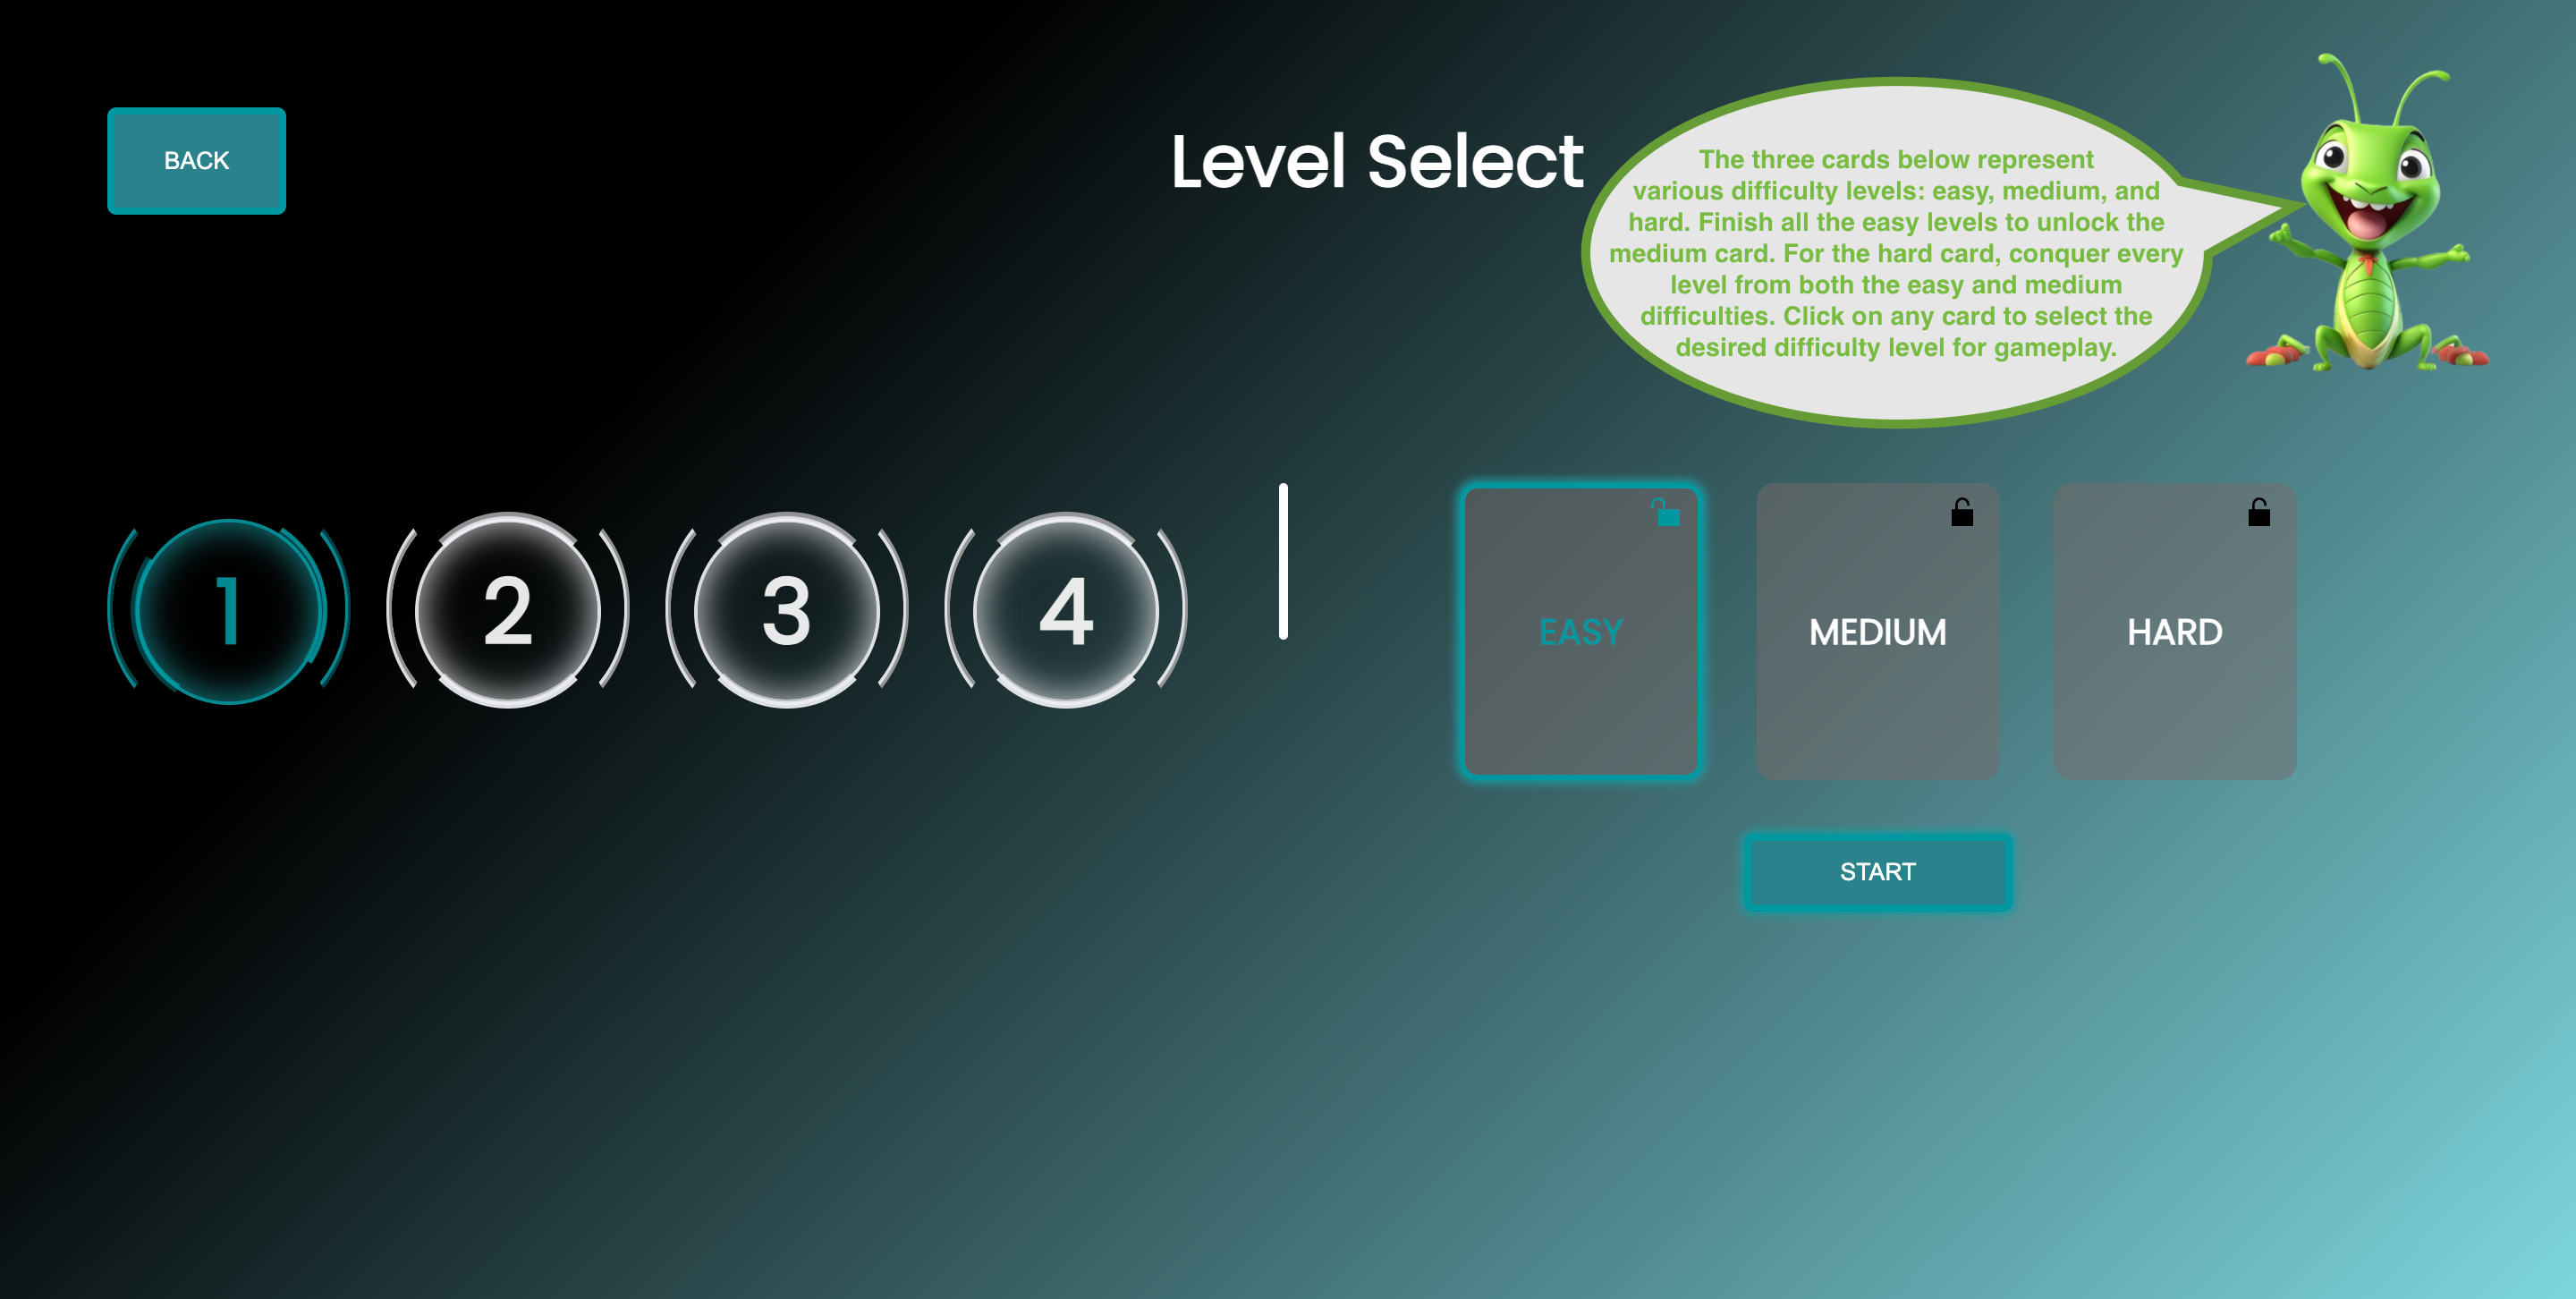 BACK
Level Select
The three cards below represent
various difficulty levels: easy, medium, and
hard. Finish all the easy levels to unlock the
medium card. For the hard card, conquer every
level from both the easy and medium
difficulties. Click on any card to select the
desired difficulty level for gameplay.
1
2
3
4
EASY
MEDIUM
HARD
START